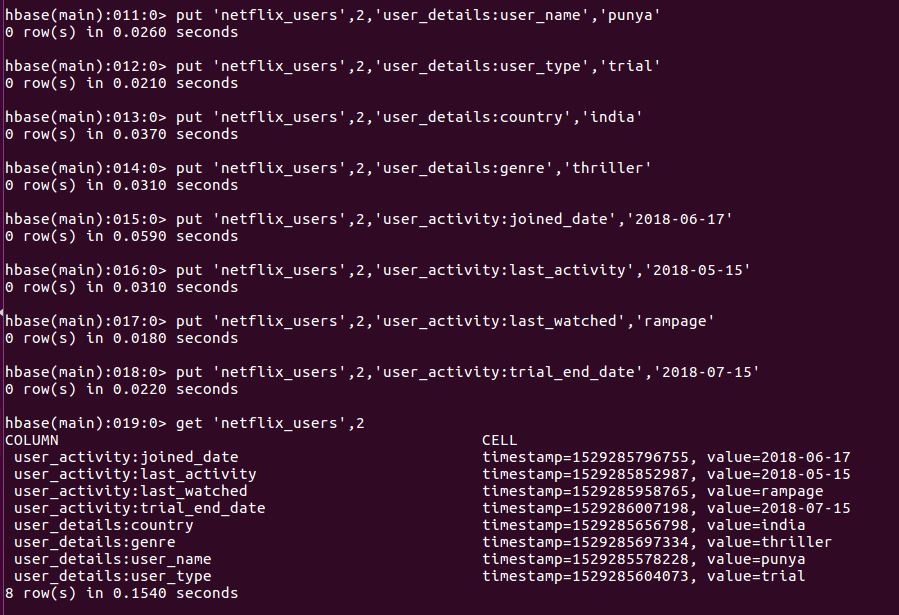 hbase(main):011:0> put 'netflix_users',2,'user_details:user_name','punya'
0 row(s) in 0.0260 seconds
hbase(main):012:0> put 'netflix_users',2,'user_details:user_type','trial'
0 row(s) in 0.0210 seconds
hbase(main):013:0> put 'netflix_users',2,'user_details:country','india'
0 row(s) in 0.0370 seconds
hbase(main):014:0> put 'netflix_users',2,'user_details:genre','thriller'
0 row(s) in 0.0310 seconds
hbase(main):015:0> put 'netflix_users',2,'user_activity:joined_date','2018-06-17'
0 row(s) in 0.0590 seconds
hbase(main):016:0> put 'netflix_users',2,'user_activity:last_activity','2018-05-15'
0 row(s) in 0.0310 seconds
hbase(main):017:0> put 'netflix_users',2,'user_activity:last_watched','rampage'
0 row(s) in 0.0180 seconds
hbase(main):018:0> put 'netflix_users',2,'user_activity:trial_end_date','2018-07-15'
0 row(s) in 0.0220 seconds
hbase(main):019:0> get 'netflix_users',2
COLUMN CELL
user_activity:joined_date timestamp=1529285796755, value=2018-06-17
user_activity:last_activity timestamp=1529285852987, value=2018-05-15
user_activity:last_watched timestamp=1529285958765, value=rampage
user_activity:trial_end_date timestamp=1529286007198, value=2018-07-15
user_details:country timestamp=1529285656798, value=india
user_details:genre timestamp=1529285697334, value=thriller
user_details:user_name timestamp=1529285578228, value=punya
user_details:user_type timestamp=1529285604073, value=trial
8 row(s) in 0.1540 seconds